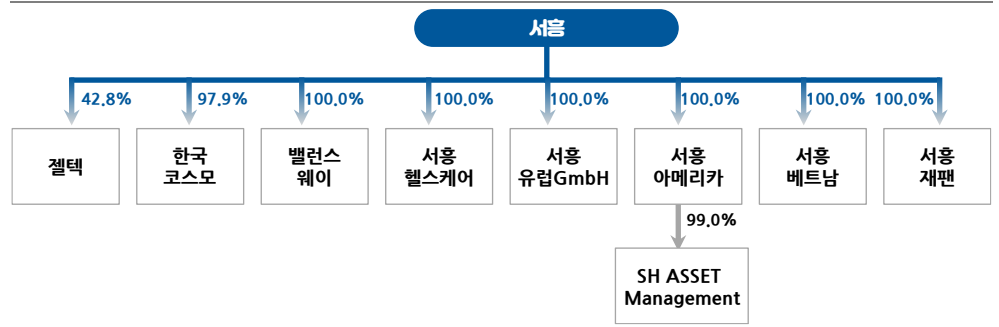 서흥
42.8%
97.9%
100.0%
100.0%
100.0%
100.0%
100.0%
100.0%
젤텍
한국
코스모
밸런스
웨이
서흥
헬스케어
서흥
유럽GmbH
서흥
아메리카
서흥
베트남
서흥
재팬
99.0%
SH ASSET
Management